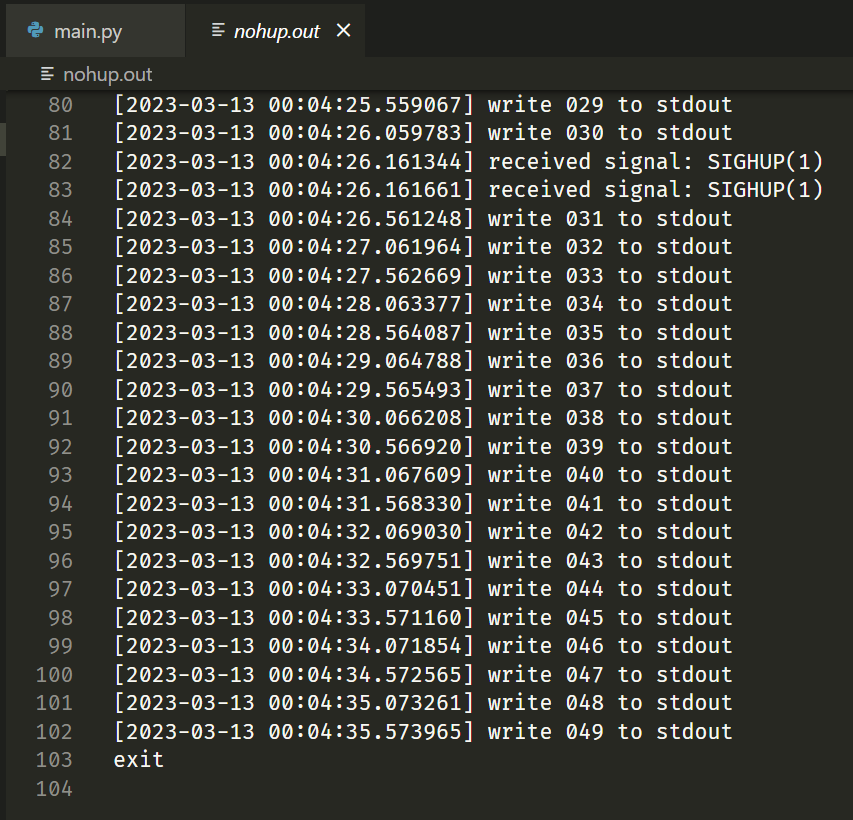 main.py nohup.out
nohup.out
80 [2023-03-13 00:04:25.559067] write 029 to stdout
81 [2023-03-13 00:04:26.059783] write 030 to stdout
82 [2023-03-13 00:04:26.161344] received signal: SIGHUP(1)
83 [2023-03-13 00:04:26.161661] received signal: SIGHUP(1)
84 [2023-03-13 00:04:26.561248] write 031 to stdout
85 [2023-03-13 00:04:27.061964] write 032 to stdout
86 [2023-03-13 00:04:27.562669] write 033 to stdout
87 [2023-03-13 00:04:28.063377] write 034 to stdout
88 [2023-03-13 00:04:28.564087] write 035 to stdout
89 [2023-03-13 00:04:29.064788] write 036 to stdout
90 [2023-03-13 00:04:29.565493] write 037 to stdout
91 [2023-03-13 00:04:30.066208] write 038 to stdout
92 [2023-03-13 00:04:30.566920] write 039 to stdout
93 [2023-03-13 00:04:31.067609] write 040 to stdout
94 [2023-03-13 00:04:31.568330] write 041 to stdout
95 [2023-03-13 00:04:32.069030] write 042 to stdout
96 [2023-03-13 00:04:32.569751] write 043 to stdout
97 [2023-03-13 00:04:33.070451] write 044 to stdout
98 [2023-03-13 00:04:33.571160] write 045 to stdout
99 [2023-03-13 00:04:34.071854] write 046 to stdout
100 [2023-03-13 00:04:34.572565] write 047 to stdout
101 [2023-03-13 00:04:35.073261] write 048 to stdout
102 [2023-03-13 00:04:35.573965] write 049 to stdout
103 exit
104